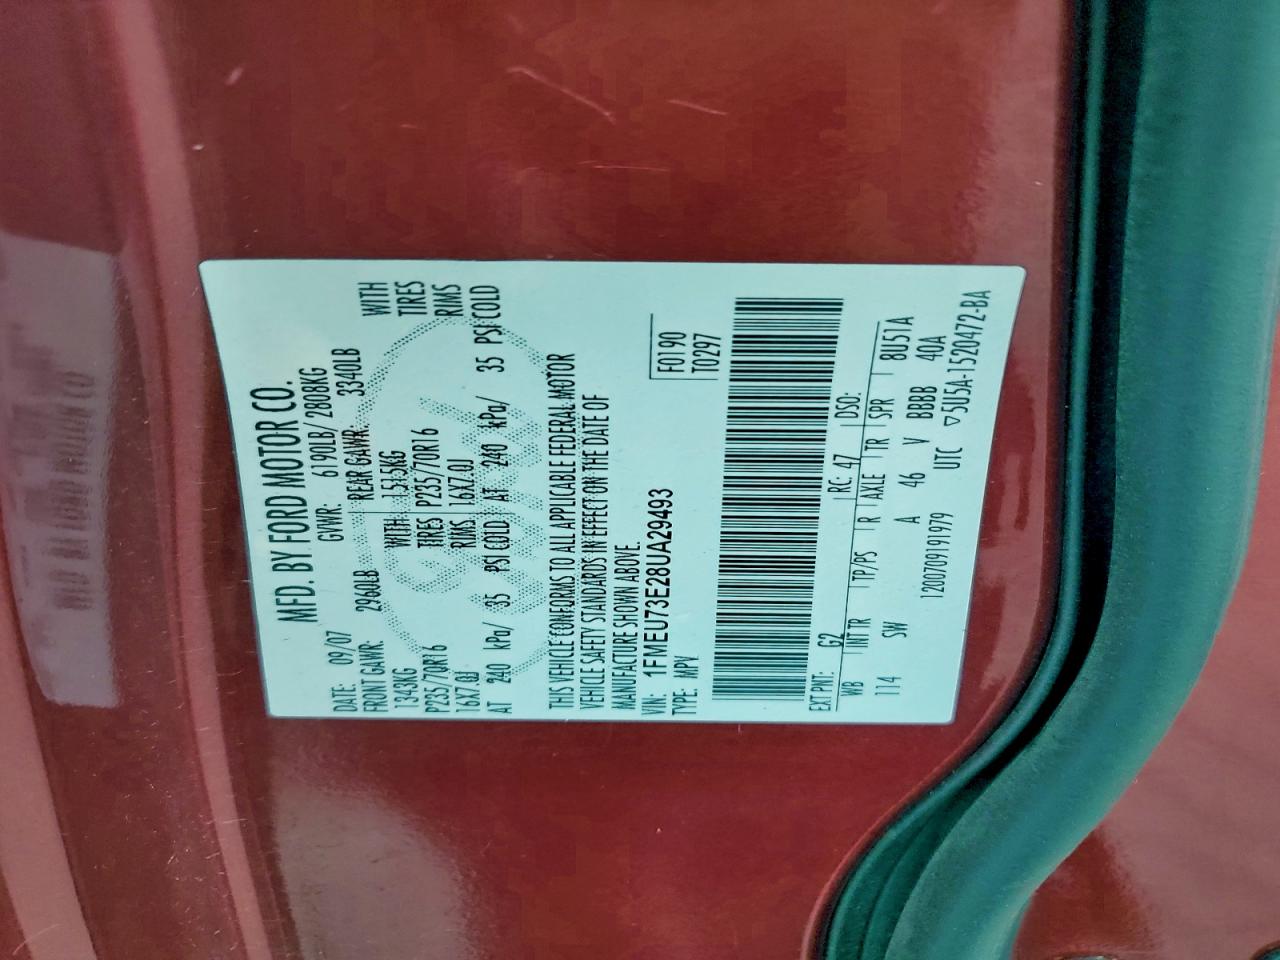 MFD. BY FORD MOTOR CO.
DATE: 09/07 GVWR: 6190LB/ 2808KG
FRONT GAWR: 2960LB REAR GAWR: 3340LB
1343KG WITH 1515KG WITH
P235/70R16 TIRES P235/70R16 TIRES
16X7.0J RIMS 16X7.0J RIMS
AT 240 kPa/ 35 PSI COLD AT 240 kPa/ 35 PSI COLD
THIS VEHICLE CONFORMS TO ALL APPLICABLE FEDERAL MOTOR
VEHICLE SAFETY STANDARDS IN EFFECT ON THE DATE OF
MANUFACTURE SHOWN ABOVE.
VIN: 1FMEU73E28UA29493 F0190
TYPE: MPV T0297
EXT PNT: G2 RC: 47 DSO:
WB INT TR TP/PS R AXLE TR SPR 8U51A
114 SW A 46 V BBBB 40A
1200709191979 UTC ▽5U5A-1520472-BA